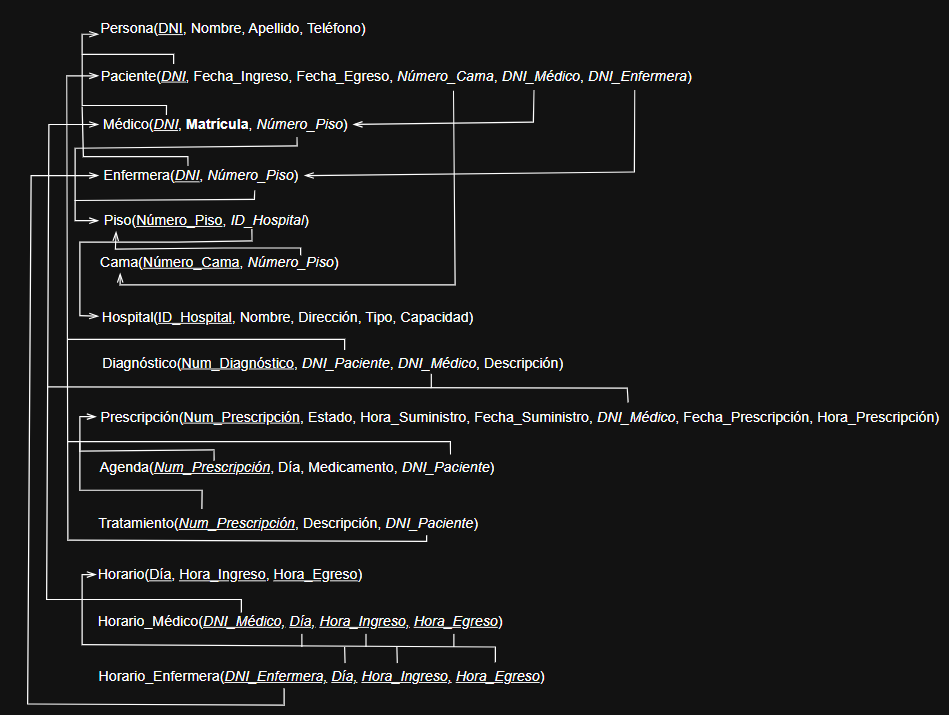 Persona(DNI, Nombre, Apellido, Teléfono)
Paciente(DNI, Fecha_Ingreso, Fecha_Egreso, Número_Cama, DNI_Médico, DNI_Enfermera)
Médico(DNI, Matrícula, Número_Piso)
Enfermera(DNI, Número_Piso)
Piso(Número_Piso, ID_Hospital)
Cama(Número_Cama, Número_Piso)
Hospital(ID_Hospital, Nombre, Dirección, Tipo, Capacidad)
Diagnóstico(Num_Diagnóstico, DNI_Paciente, DNI_Médico, Descripción)
Prescripción(Num_Prescripción, Estado, Hora_Suministro, Fecha_Suministro, DNI_Médico, Fecha_Prescripción, Hora_Prescripción)
Agenda(Num_Prescripción, Día, Medicamento, DNI_Paciente)
Tratamiento(Num_Prescripción, Descripción, DNI_Paciente)
Horario(Día, Hora_Ingreso, Hora_Egreso)
Horario_Médico(DNI_Médico, Día, Hora_Ingreso, Hora_Egreso)
Horario_Enfermera(DNI_Enfermera, Día, Hora_Ingreso, Hora_Egreso)